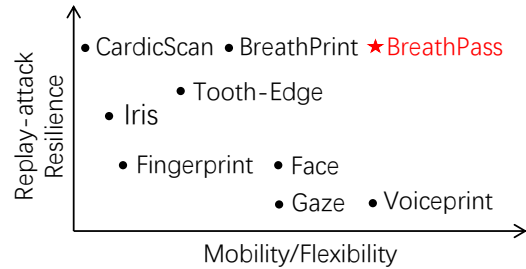 CardicScan
BreathPrint
BreathPass
Tooth-Edge
Iris
Fingerprint
Face
Gaze
Voiceprint
Replay-attack
Resilience
Mobility/Flexibility